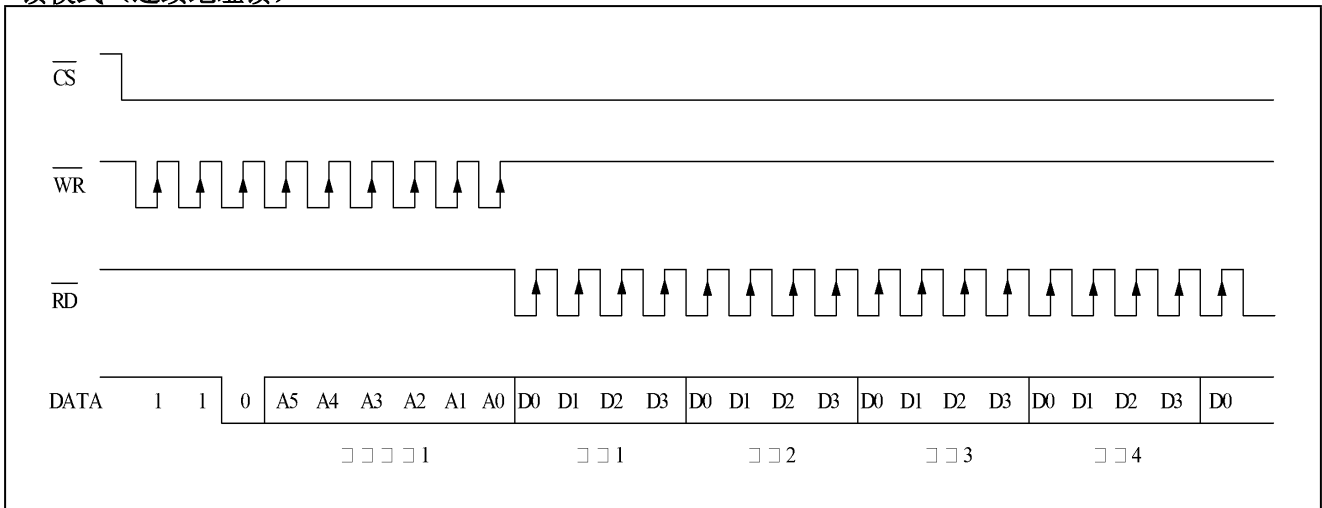 CS
WR
RD
DATA 1 1 0 A5 A4 A3 A2 A1 A0 D0 D1 D2 D3 D0 D1 D2 D3 D0 D1 D2 D3 D0 D1 D2 D3 D0
1 1 2 3 4